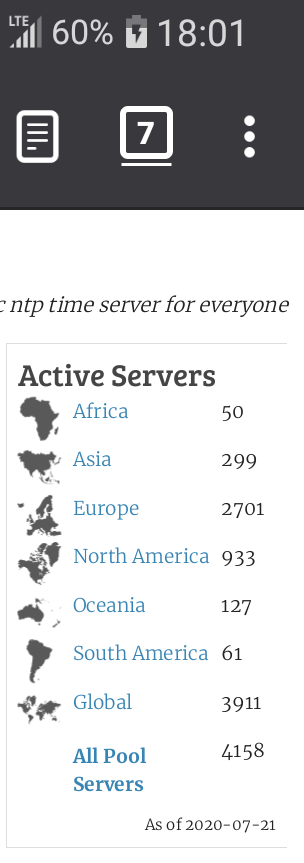 LTE 60% 18:01
7
c ntp time server for everyone
Active Servers
Africa 50
Asia 299
Europe 2701
North America 933
Oceania 127
South America 61
Global 3911
All Pool 4158
Servers
As of 2020-07-21